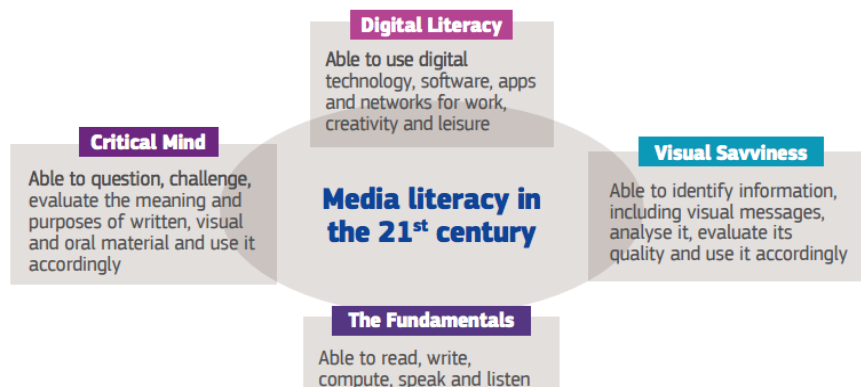 Digital Literacy
Able to use digital
technology, software, apps
and networks for work,
creativity and leisure
Critical Mind
Able to question, challenge,
evaluate the meaning and
purposes of written, visual
and oral material and use it
accordingly
Media literacy in
the 21st century
Visual Savviness
Able to identify information,
including visual messages,
analyse it, evaluate its
quality and use it accordingly
The Fundamentals
Able to read, write,
compute, speak and listen